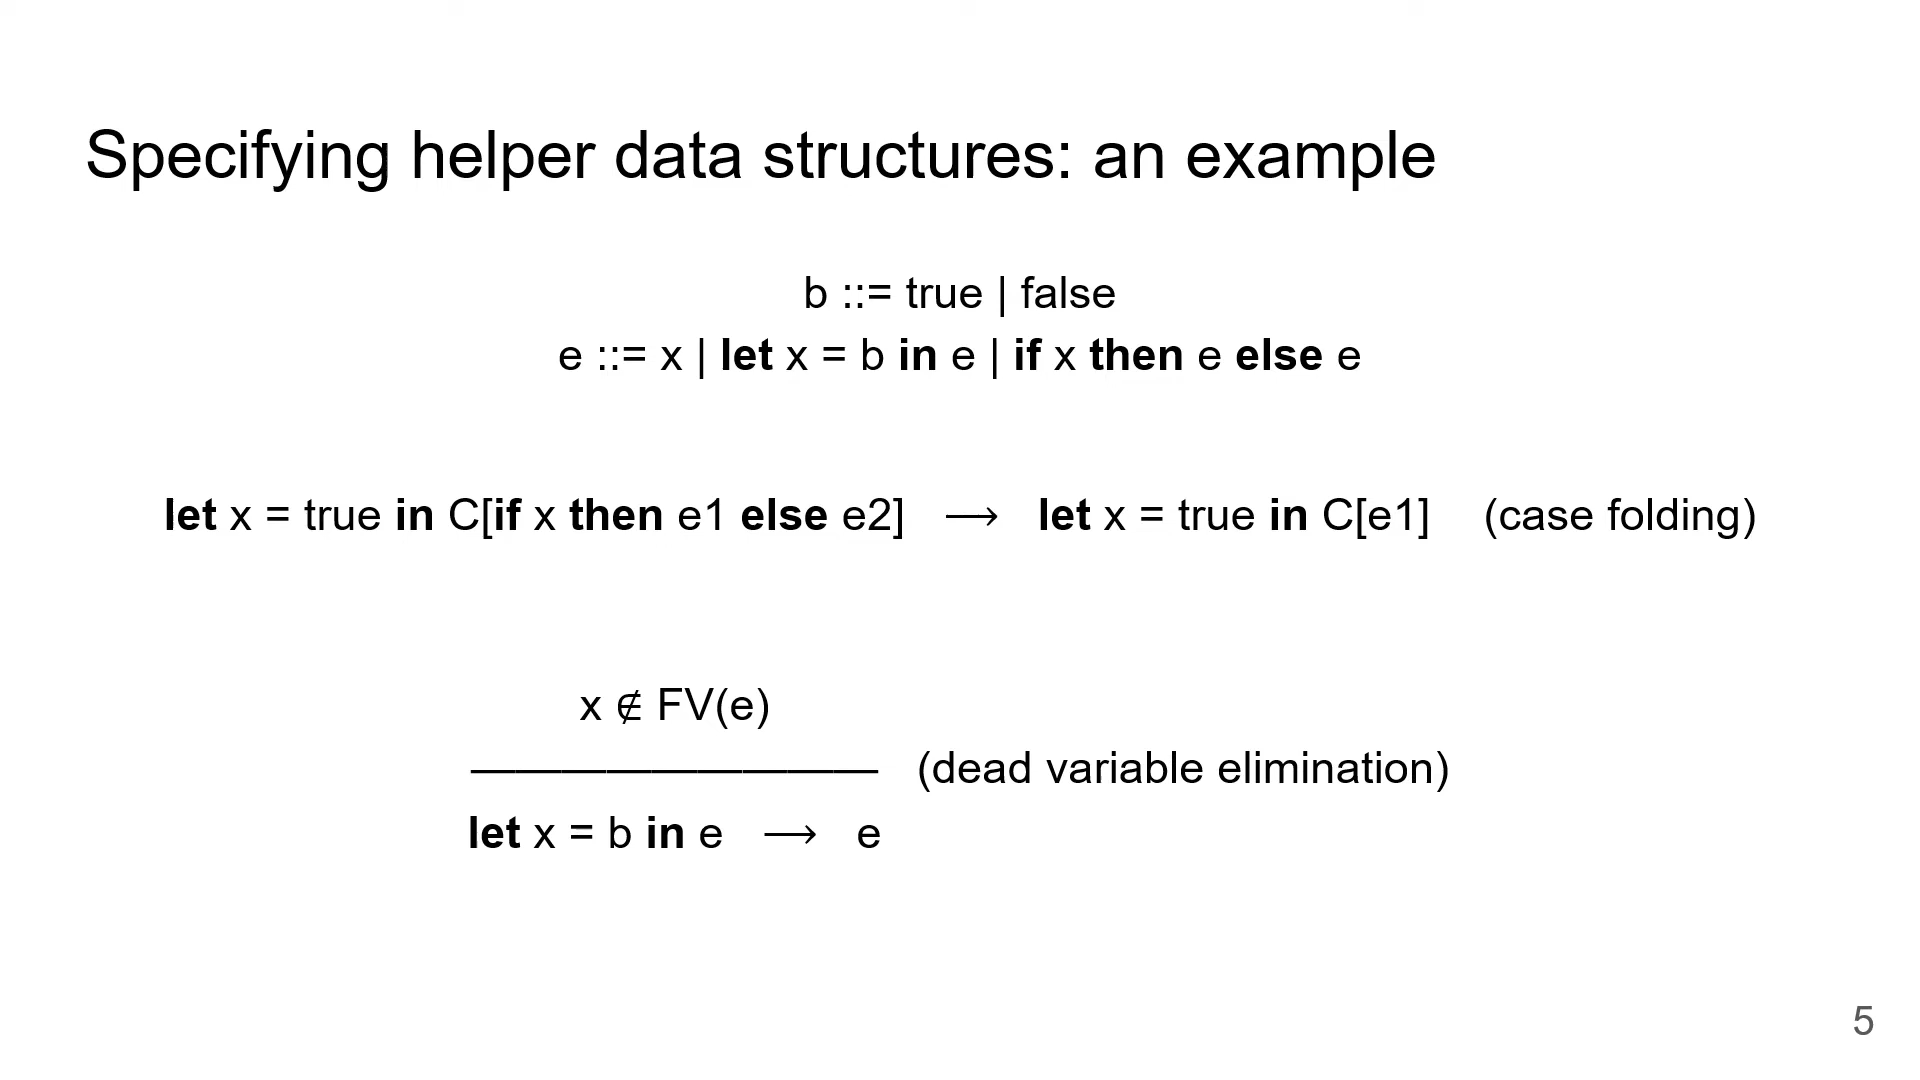 Specifying helper data structures: an example
b ::= true | false
e ::= x | let x = b in e | if x then e else e
let x = true in C[if x then e1 else e2] ⟶ let x = true in C[e1] (case folding)
x ∉ FV(e)
————————— (dead variable elimination)
let x = b in e ⟶ e
5